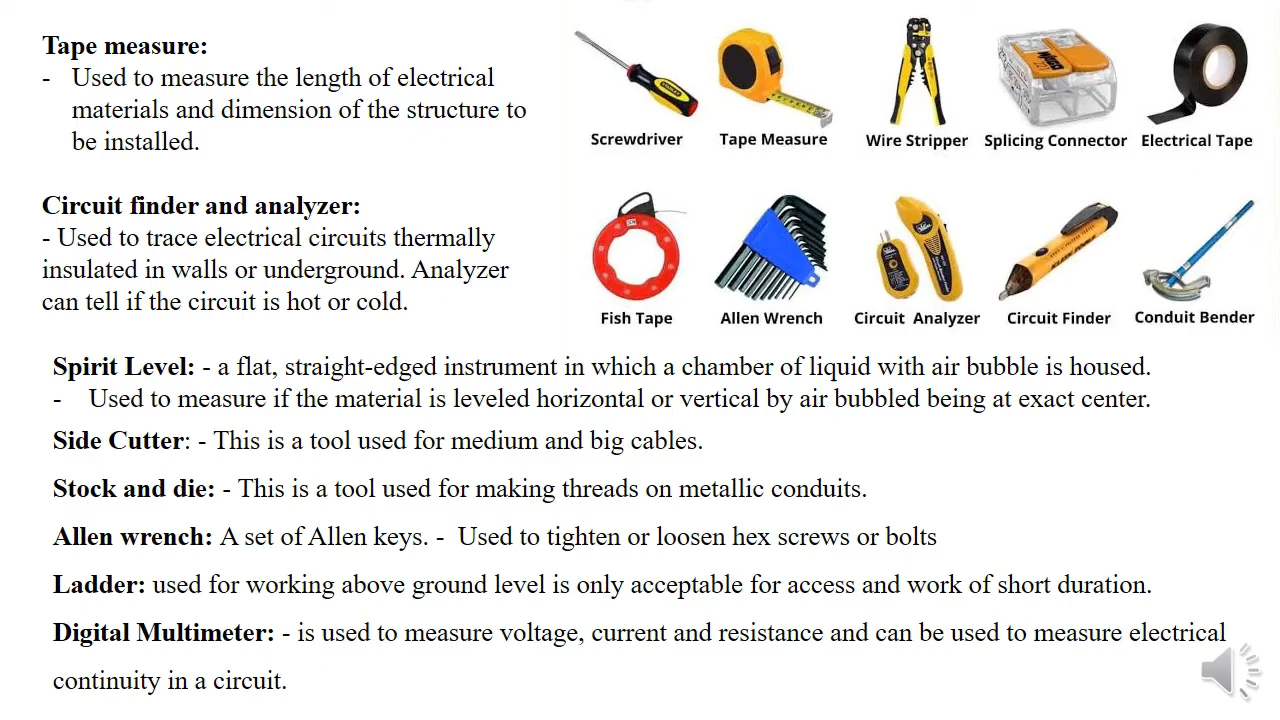 Tape measure:
- Used to measure the length of electrical
materials and dimension of the structure to
be installed.
Circuit finder and analyzer:
- Used to trace electrical circuits thermally
insulated in walls or underground. Analyzer
can tell if the circuit is hot or cold.
Screwdriver
Tape Measure
Wire Stripper
Splicing Connector
Electrical Tape
Fish Tape
Allen Wrench
Circuit Analyzer
Circuit Finder
Conduit Bender
Spirit Level: - a flat, straight-edged instrument in which a chamber of liquid with air bubble is housed.
- Used to measure if the material is leveled horizontal or vertical by air bubbled being at exact center.
Side Cutter: - This is a tool used for medium and big cables.
Stock and die: - This is a tool used for making threads on metallic conduits.
Allen wrench: A set of Allen keys. - Used to tighten or loosen hex screws or bolts
Ladder: used for working above ground level is only acceptable for access and work of short duration.
Digital Multimeter: - is used to measure voltage, current and resistance and can be used to measure electrical
continuity in a circuit.